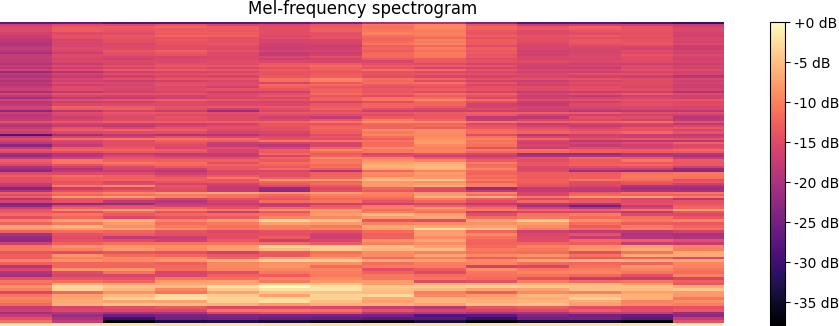 Mel-frequency spectrogram
+0 dB
-5 dB
-10 dB
-15 dB
-20 dB
-25 dB
-30 dB
-35 dB